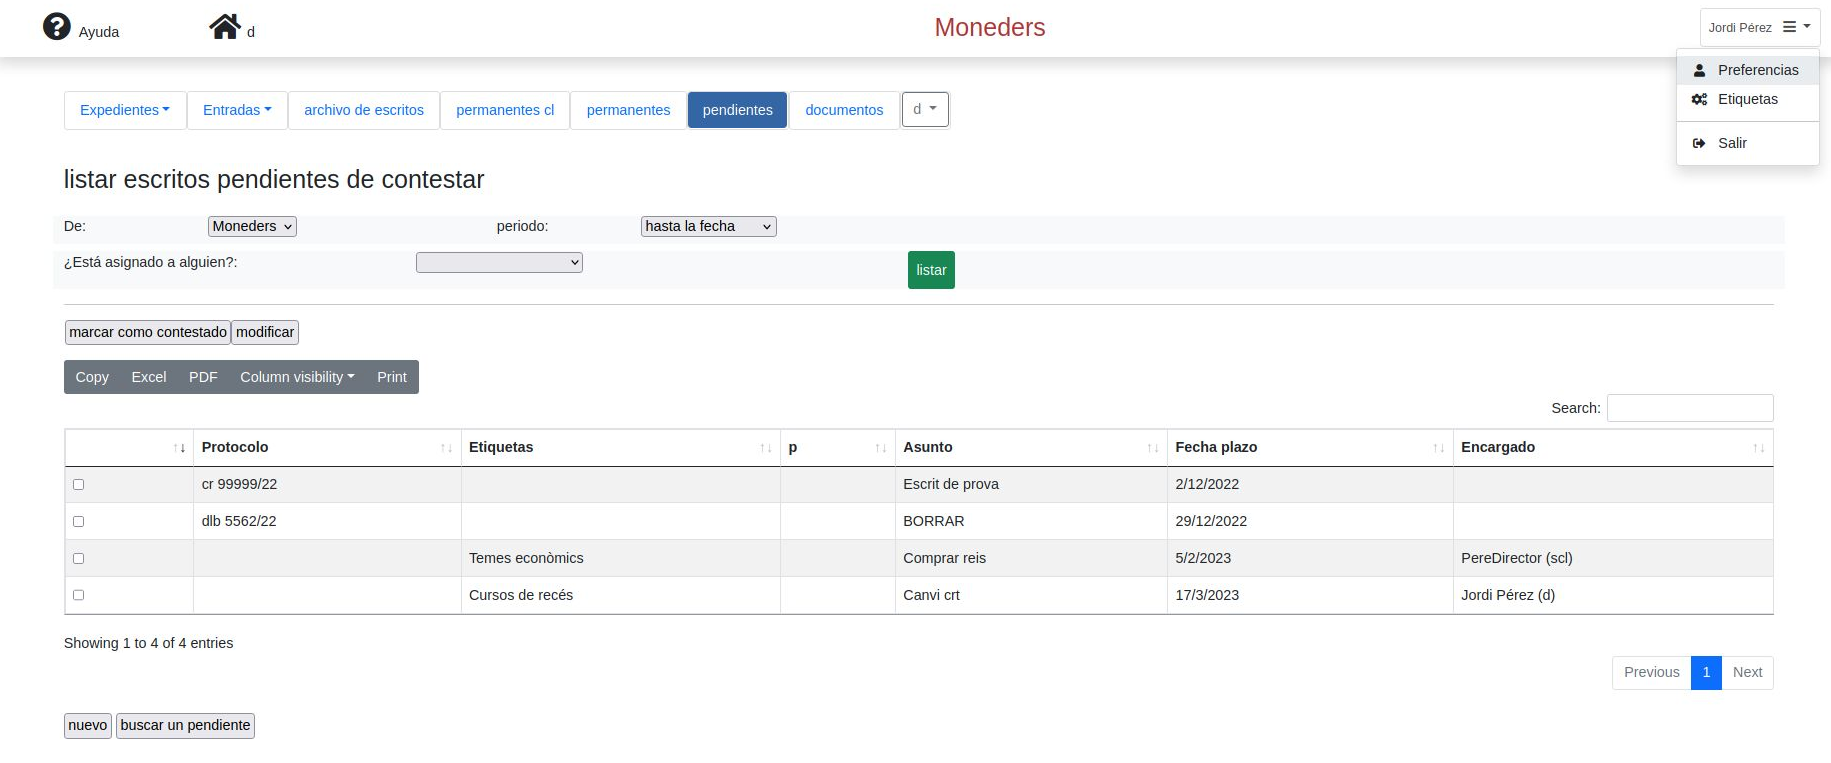 Ayuda d Moneders Jordi Pérez
Preferencias
Etiquetas
Salir
Expedientes Entradas archivo de escritos permanentes cl permanentes pendientes documentos d
listar escritos pendientes de contestar
De: Moneders periodo: hasta la fecha
¿Está asignado a alguien?: listar
marcar como contestado modificar
Copy Excel PDF Column visibility Print
Search:
Protocolo Etiquetas p Asunto Fecha plazo Encargado
cr 99999/22 Escrit de prova 2/12/2022
dlb 5562/22 BORRAR 29/12/2022
Temes econòmics Comprar reis 5/2/2023 PereDirector (scl)
Cursos de recés Canvi crt 17/3/2023 Jordi Pérez (d)
Showing 1 to 4 of 4 entries
Previous 1 Next
nuevo buscar un pendiente